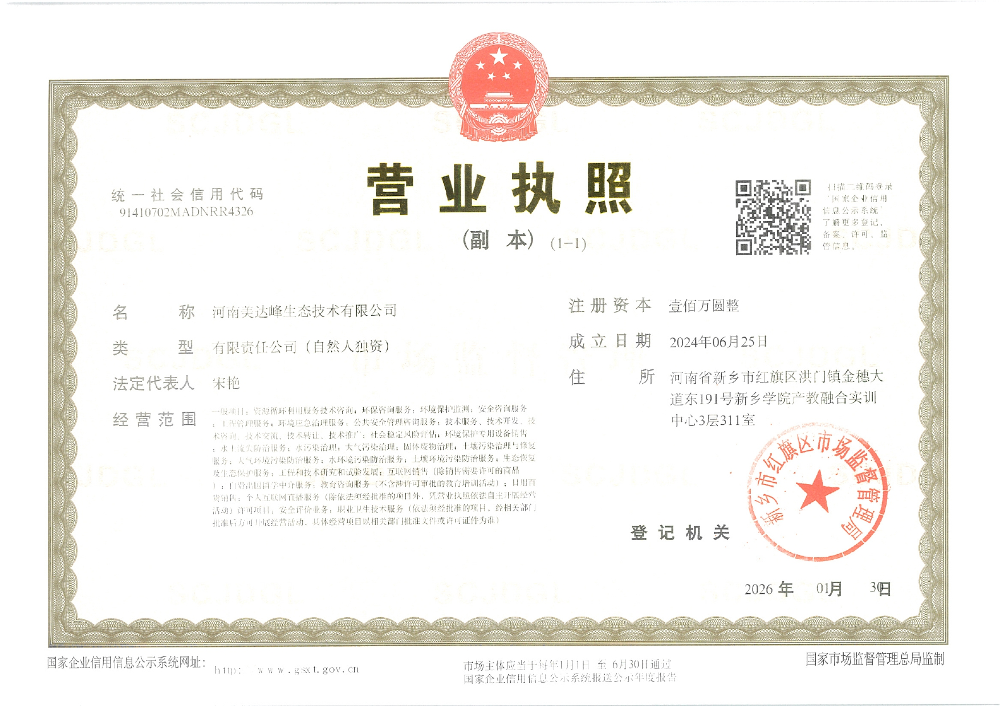 营业执照
(副本) (1-1)
统一社会信用代码
91410702MADNRR4326
扫描二维码登录
"国家企业信用
信息公示系统"
了解更多登记、
备案、许可、监
管信息。
名称 河南美达峰生态技术有限公司
类型 有限责任公司（自然人独资）
法定代表人 宋艳
经营范围 一般项目：资源循环利用服务技术咨询；环保咨询服务；环境保护监测；安全咨询服务
；工程管理服务；环境应急治理服务；公共安全管理咨询服务；技术服务、技术开发、技
术咨询、技术交流、技术转让、技术推广；社会稳定风险评估；环境保护专用设备销售
；水土流失防治服务；水污染治理；大气污染治理；固体废物治理；土壤污染治理与修复
服务；大气环境污染防治服务；水环境污染防治服务；土壤环境污染防治服务；生态恢复
及生态保护服务；工程和技术研究和试验发展；互联网销售（除销售需要许可的商品
）；自费出国留学中介服务；教育咨询服务（不含涉许可审批的教育培训活动）；日用百
货销售；个人互联网直播服务（除依法须经批准的项目外，凭营业执照依法自主开展经营
活动）许可项目：安全评价业务；职业卫生技术服务（依法须经批准的项目，经相关部门
批准后方可开展经营活动，具体经营项目以相关部门批准文件或许可证件为准）
注册资本 壹佰万圆整
成立日期 2024年06月25日
住所 河南省新乡市红旗区洪门镇金穗大
道东191号新乡学院产教融合实训
中心3层311室
新乡市红旗区市场监督管理局
登记机关
2026年 01月 30日
国家企业信用信息公示系统网址： http://www.gsxt.gov.cn
市场主体应当于每年1月1日 至 6月30日通过
国家企业信用信息公示系统报送公示年度报告
国家市场监督管理总局监制